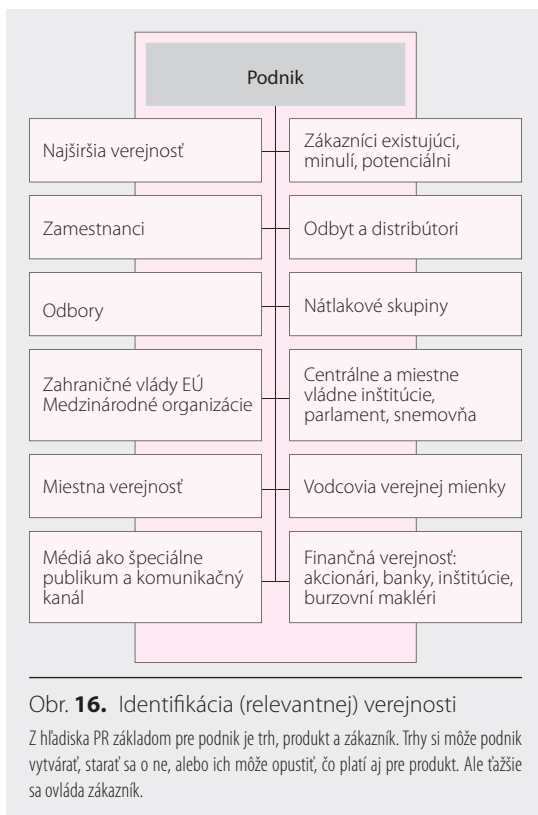 Podnik
Najširšia verejnosť
Zákazníci existujúci,
minulí, potenciálni
Zamestnanci
Odbyt a distribútori
Odbory
Nátlakové skupiny
Zahraničné vlády EÚ
Medzinárodné organizácie
Centrálne a miestne
vládne inštitúcie,
parlament, snemovňa
Miestna verejnosť
Vodcovia verejnej mienky
Médiá ako špeciálne
publikum a komunikačný
kanál
Finančná verejnosť:
akcionári, banky, inštitúcie,
burzovní makléri
Obr. 16. Identifikácia (relevantnej) verejnosti
Z hľadiska PR základom pre podnik je trh, produkt a zákazník. Trhy si môže podnik
vytvárať, starať sa o ne, alebo ich môže opustiť, čo platí aj pre produkt. Ale ťažšie
sa ovláda zákazník.